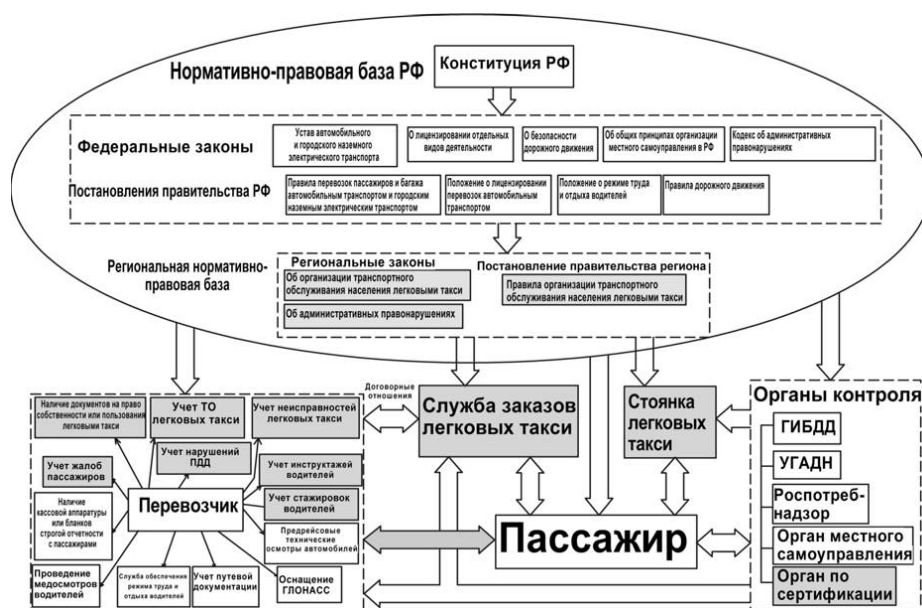 Нормативно-правовая база РФ
Конституция РФ
Федеральные законы
Устав автомобильного
и городского наземного
электрического транспорта
О лицензировании отдельных
видов деятельности
О безопасности
дорожного движения
Об общих принципах организации
местного самоуправления в РФ
Кодекс об административных
правонарушениях
Постановления правительства РФ
Правила перевозок пассажиров и багажа
автомобильным транспортом и городским
наземным электрическим транспортом
Положение о лицензировании
перевозок автомобильным
транспортом
Положение о режиме труда
и отдыха водителей
Правила дорожного движения
Региональная нормативно-
правовая база
Региональные законы
Об организации транспортного
обслуживания населения легковыми такси
Об административных правонарушениях
Постановление правительства региона
Правила организации транспортного
обслуживания населения легковыми такси
Наличие документов на право
собственности или пользования
легковыми такси
Учет ТО
легковых такси
Учет неисправностей
легковых такси
Учет жалоб
пассажиров
Учет нарушений
ПДД
Учет инструктажей
водителей
Учет стажировок
водителей
Наличие
кассовой аппаратуры
или бланков
строгой отчетности
с пассажирами
Перевозчик
Предрейсовые
технические
осмотры автомобилей
Проведение
медосмотров
водителей
Служба обеспечения
режима труда и
отдыха водителей
Учет путевой
документации
Оснащение
ГЛОНАСС
Договорные
отношения
Служба заказов
легковых такси
Стоянка
легковых
такси
Пассажир
Органы контроля
ГИБДД
УГАДН
Роспотреб-
надзор
Орган местного
самоуправления
Орган по
сертификации